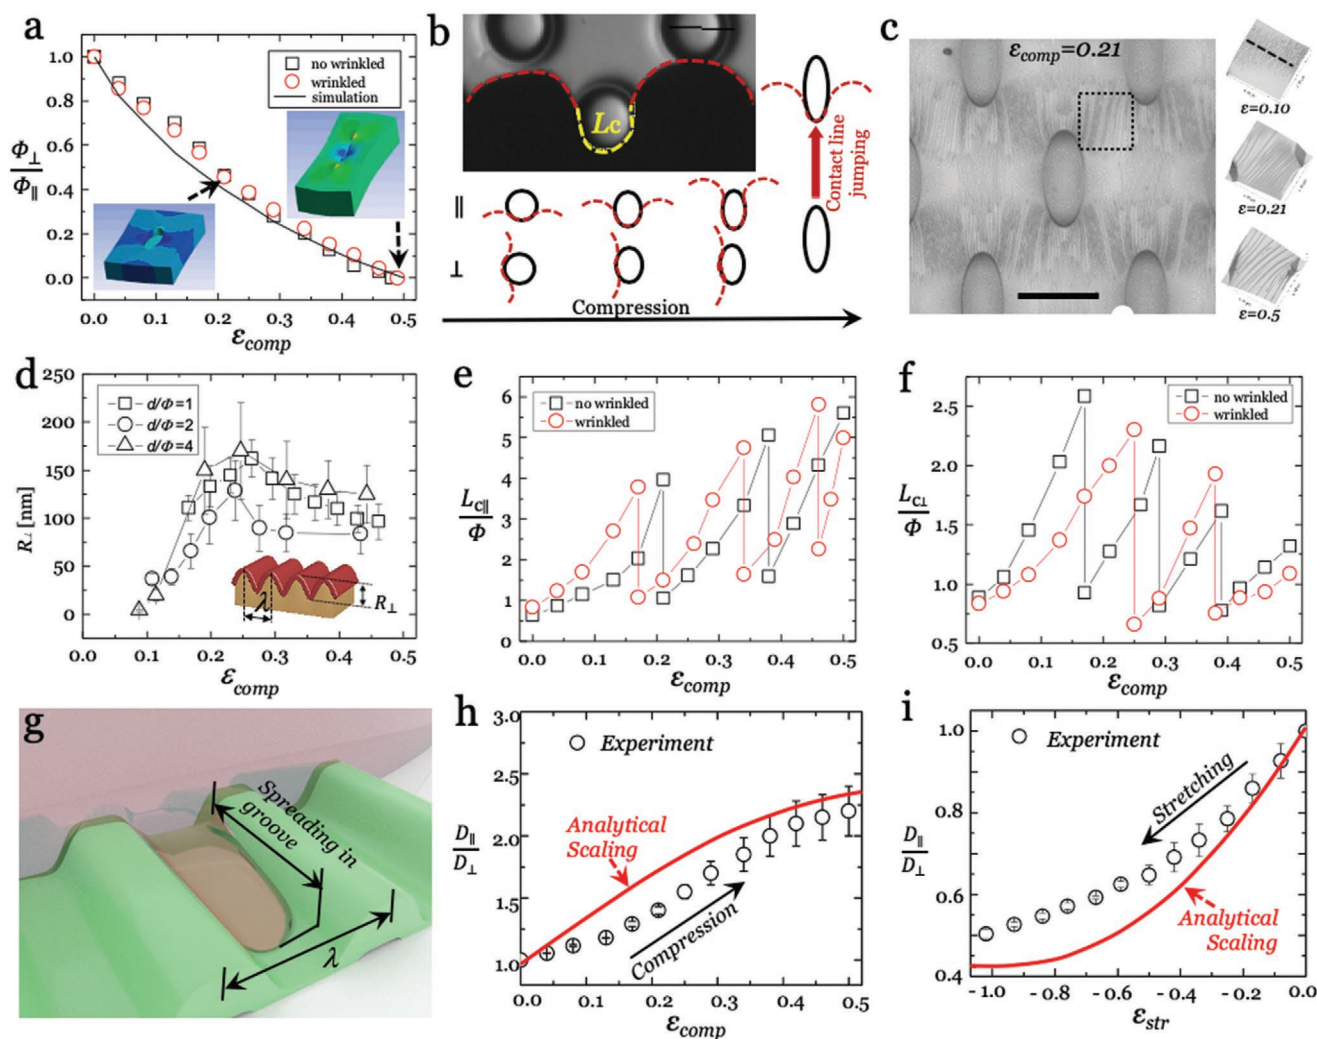 a
1.0
0.8
0.6
0.4
0.2
0.0
Φ⊥
Φ∥
no wrinkled
wrinkled
simulation
0.0 0.1 0.2 0.3 0.4 0.5
εcomp
b
Lc
∥
⊥
Contact line
jumping
Compression
c
εcomp=0.21
ε=0.10
ε=0.21
ε=0.5
d
250
200
150
100
50
0
R⊥ [nm]
d/Φ=1
d/Φ=2
d/Φ=4
λ
R⊥
0.0 0.1 0.2 0.3 0.4 0.5
εcomp
e
6
5
4
3
2
1
0
Lc∥
Φ
no wrinkled
wrinkled
0.0 0.1 0.2 0.3 0.4 0.5
εcomp
f
2.5
2.0
1.5
1.0
0.5
Lc⊥
Φ
no wrinkled
wrinkled
0.0 0.1 0.2 0.3 0.4 0.5
εcomp
g
Spreading in
groove
λ
h
3.0
2.5
2.0
1.5
1.0
D∥
D⊥
Experiment
Analytical
Scaling
Compression
0.0 0.1 0.2 0.3 0.4 0.5
εcomp
i
1.0
0.8
0.6
0.4
D∥
D⊥
Experiment
Stretching
Analytical
Scaling
-1.0 -0.8 -0.6 -0.4 -0.2 0.0
εstr